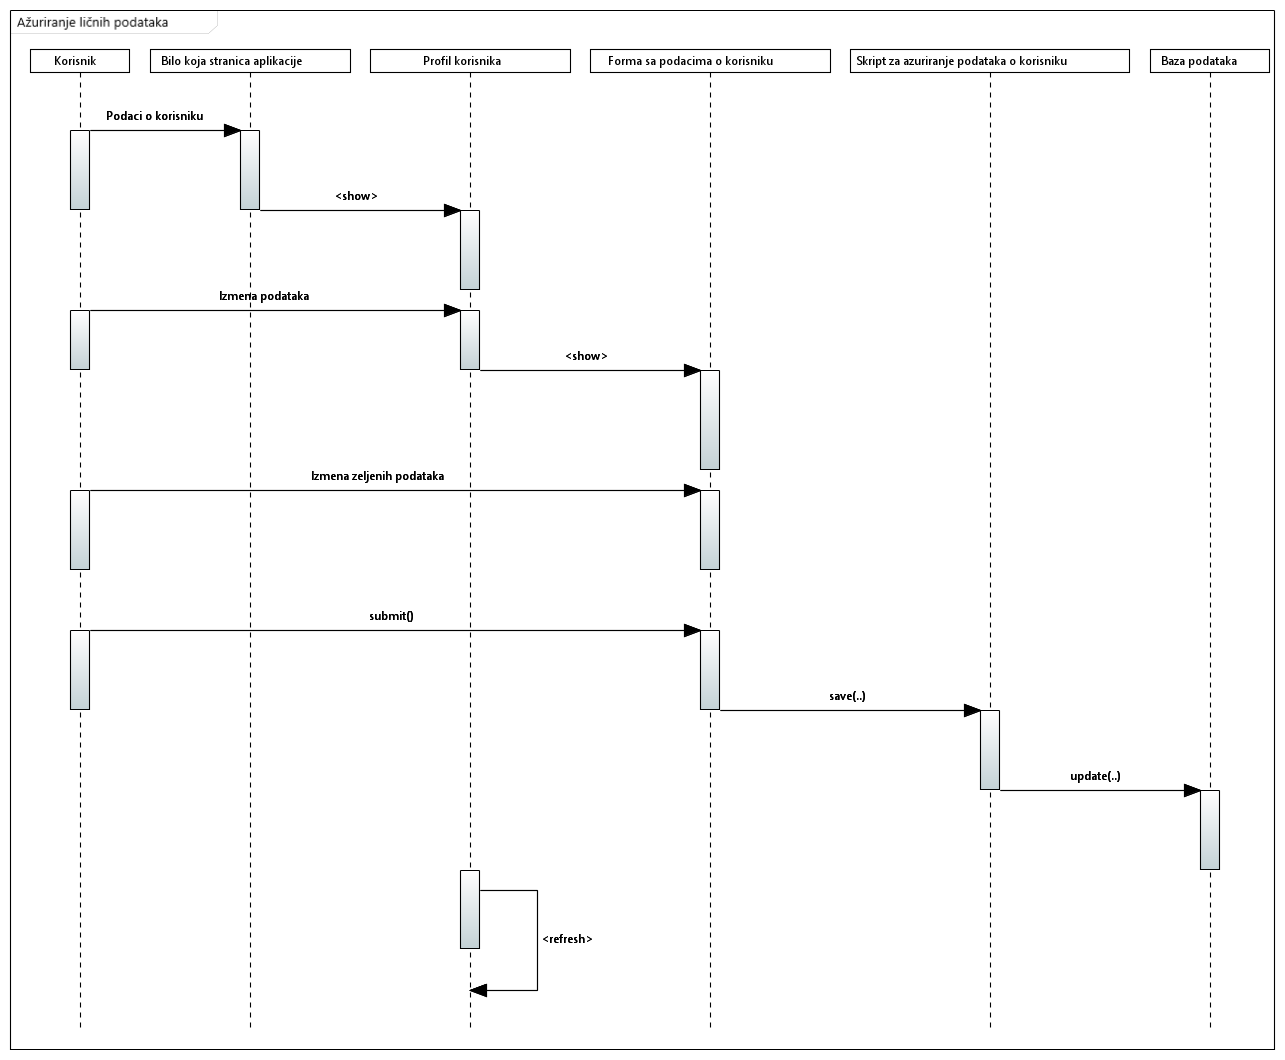 Ažuriranje ličnih podataka
Korisnik
Bilo koja stranica aplikacije
Profil korisnika
Forma sa podacima o korisniku
Skript za azuriranje podataka o korisniku
Baza podataka
Podaci o korisniku
<show>
Izmena podataka
<show>
Izmena zeljenih podataka
submit()
save(..)
update(..)
<refresh>